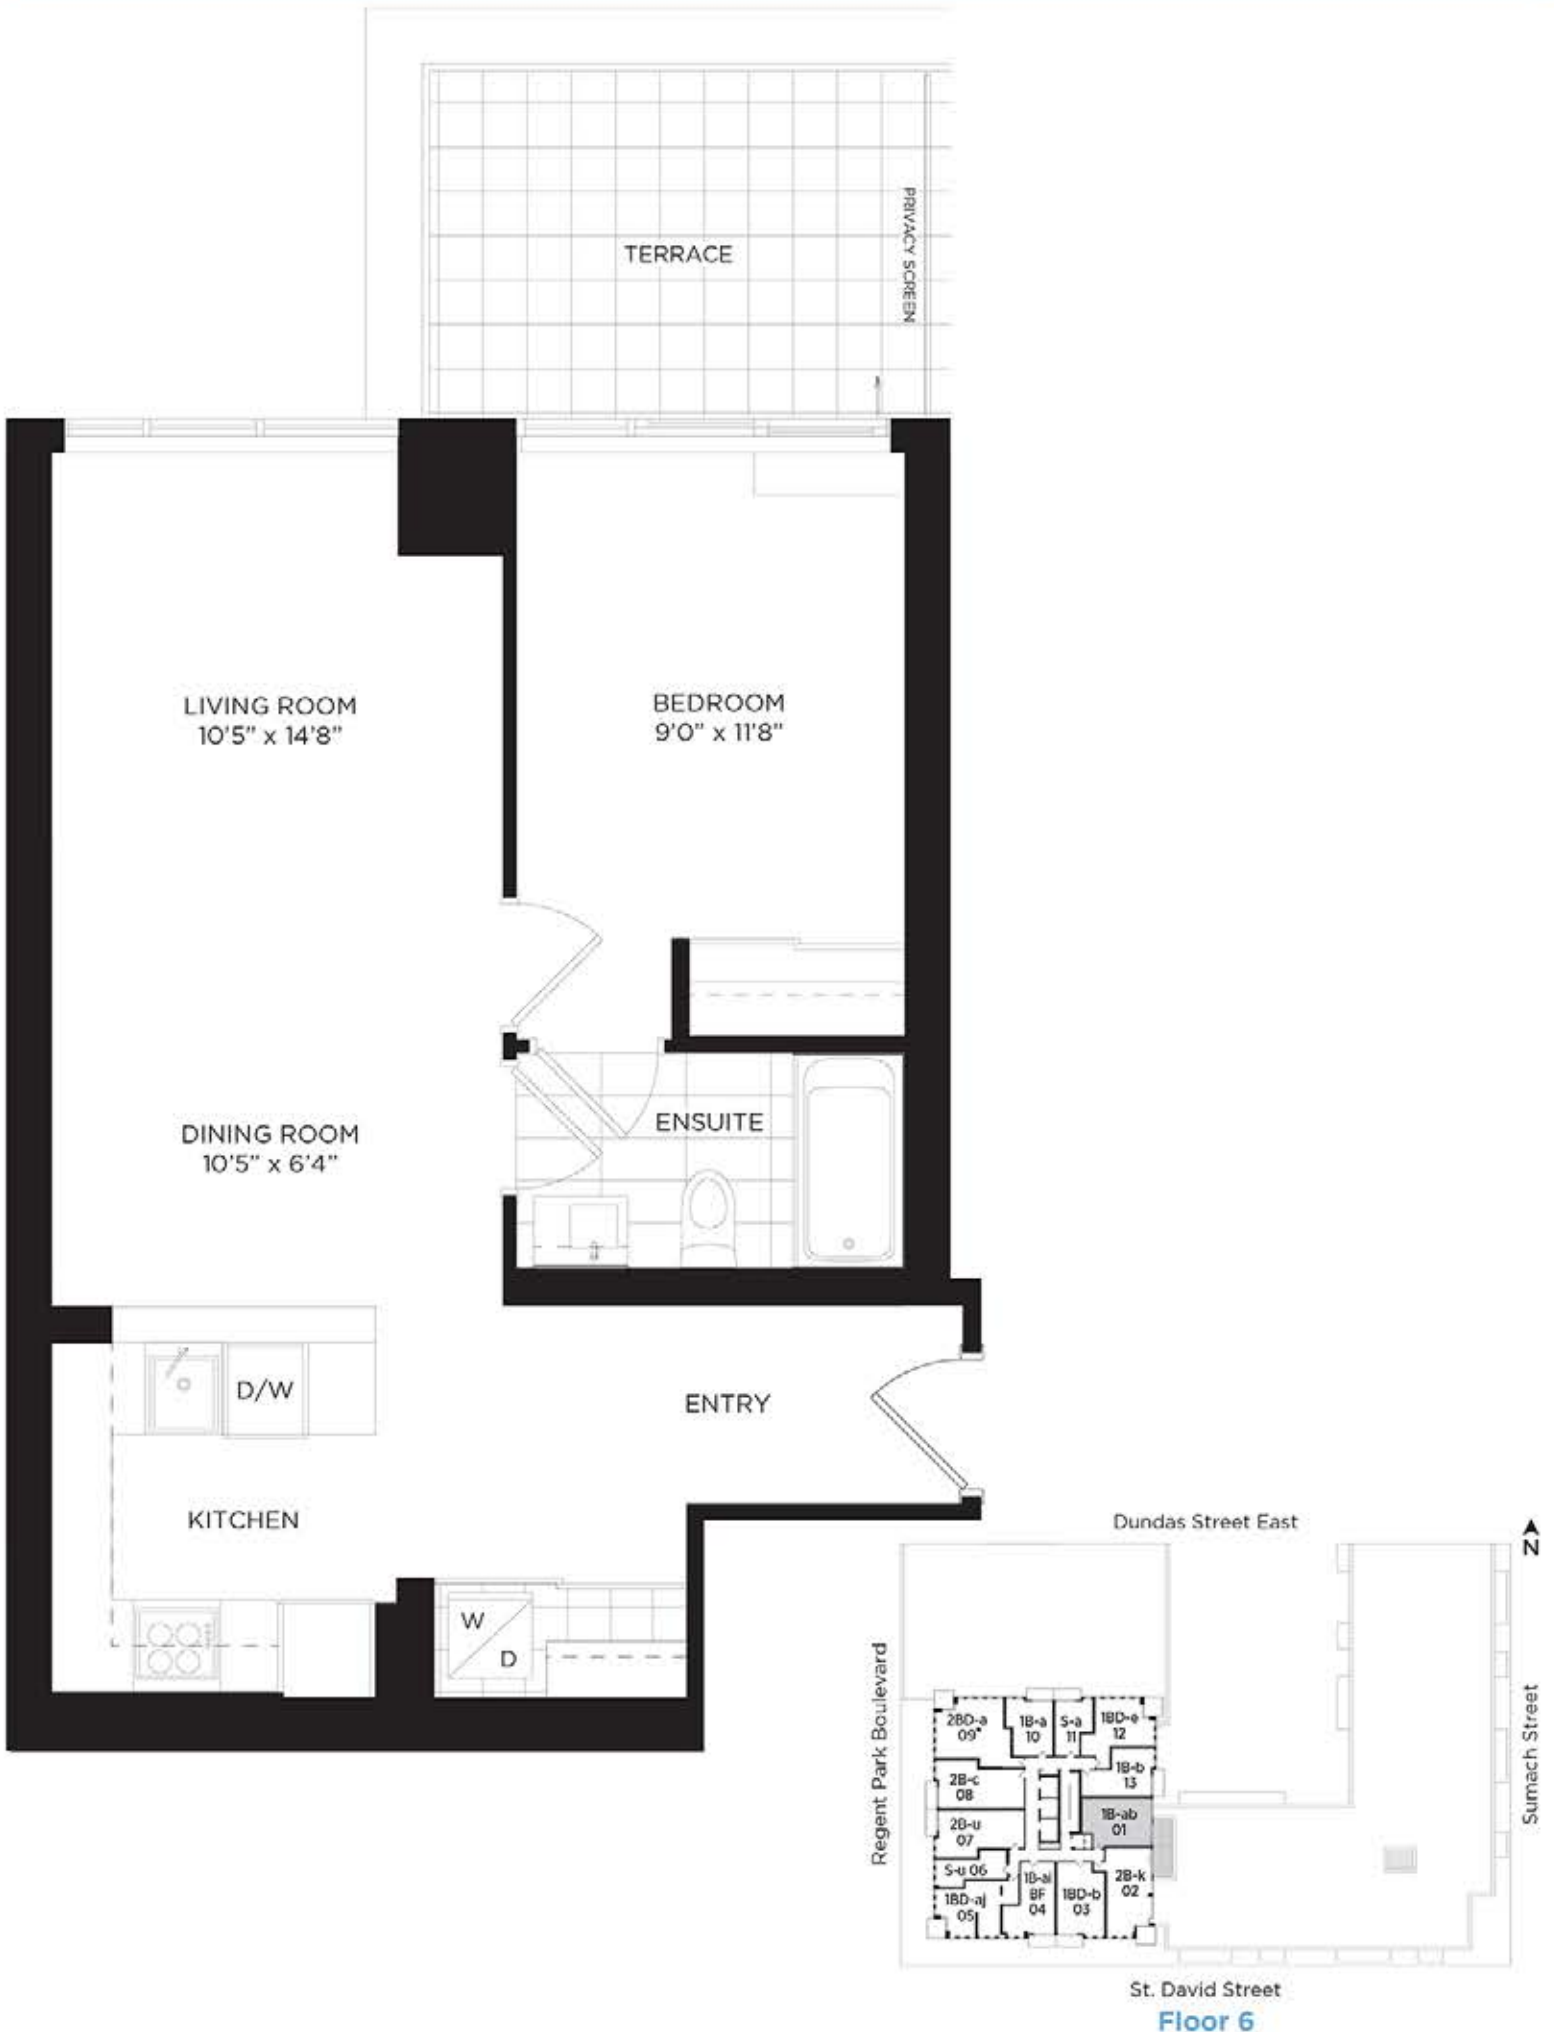 TERRACE
PRIVACY SCREEN
LIVING ROOM
10'5” x 14'8”
BEDROOM
9'0” x 11'8”
DINING ROOM
10'5” x 6'4”
ENSUITE
D/W
ENTRY
KITCHEN
W
D
Dundas Street East
N
Regent Park Boulevard
Sumach Street
2BD-a
09*
1B-a
10
S-a
11
1BD-e
12
2B-c
08
1B-b
13
2B-u
07
1B-ab
01
S-u 06
1BD-aj
05
1B-ai
BF
04
1BD-b
03
2B-k
02
St. David Street
Floor 6